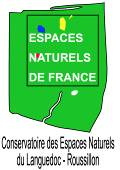 ESPACES
NATURELS
DE FRANCE
Conservatoire des Espaces Naturels
du Languedoc - Roussillon